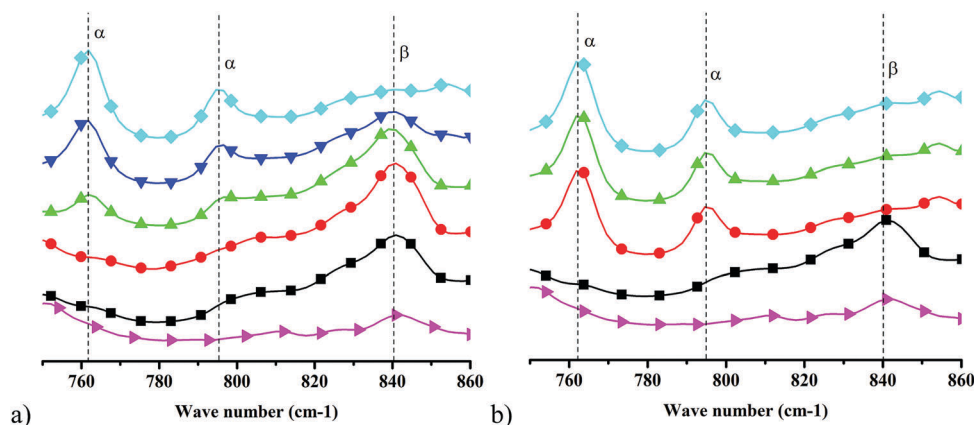 α α β
760 780 800 820 840 860
Wave number (cm-1)
a)
α α β
760 780 800 820 840 860
Wave number (cm-1)
b)